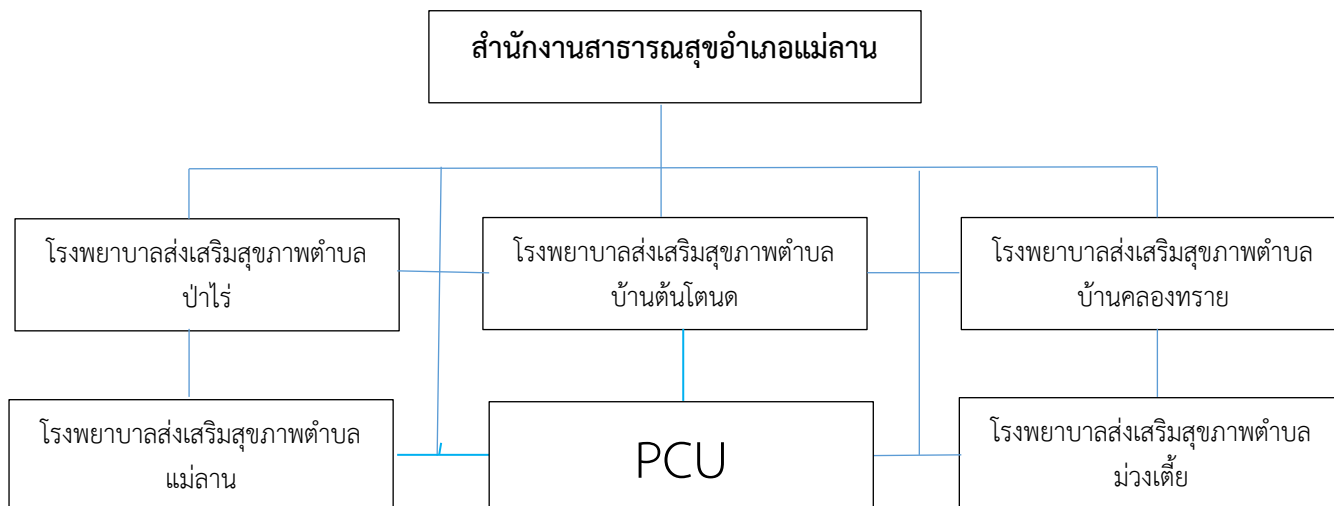 สำนักงานสาธารณสุขอำเภอแม่ลาน
โรงพยาบาลส่งเสริมสุขภาพตำบล
ป่าไร่
โรงพยาบาลส่งเสริมสุขภาพตำบล
บ้านต้นโตนด
โรงพยาบาลส่งเสริมสุขภาพตำบล
บ้านคลองทราย
โรงพยาบาลส่งเสริมสุขภาพตำบล
แม่ลาน
PCU
โรงพยาบาลส่งเสริมสุขภาพตำบล
ม่วงเตี้ย